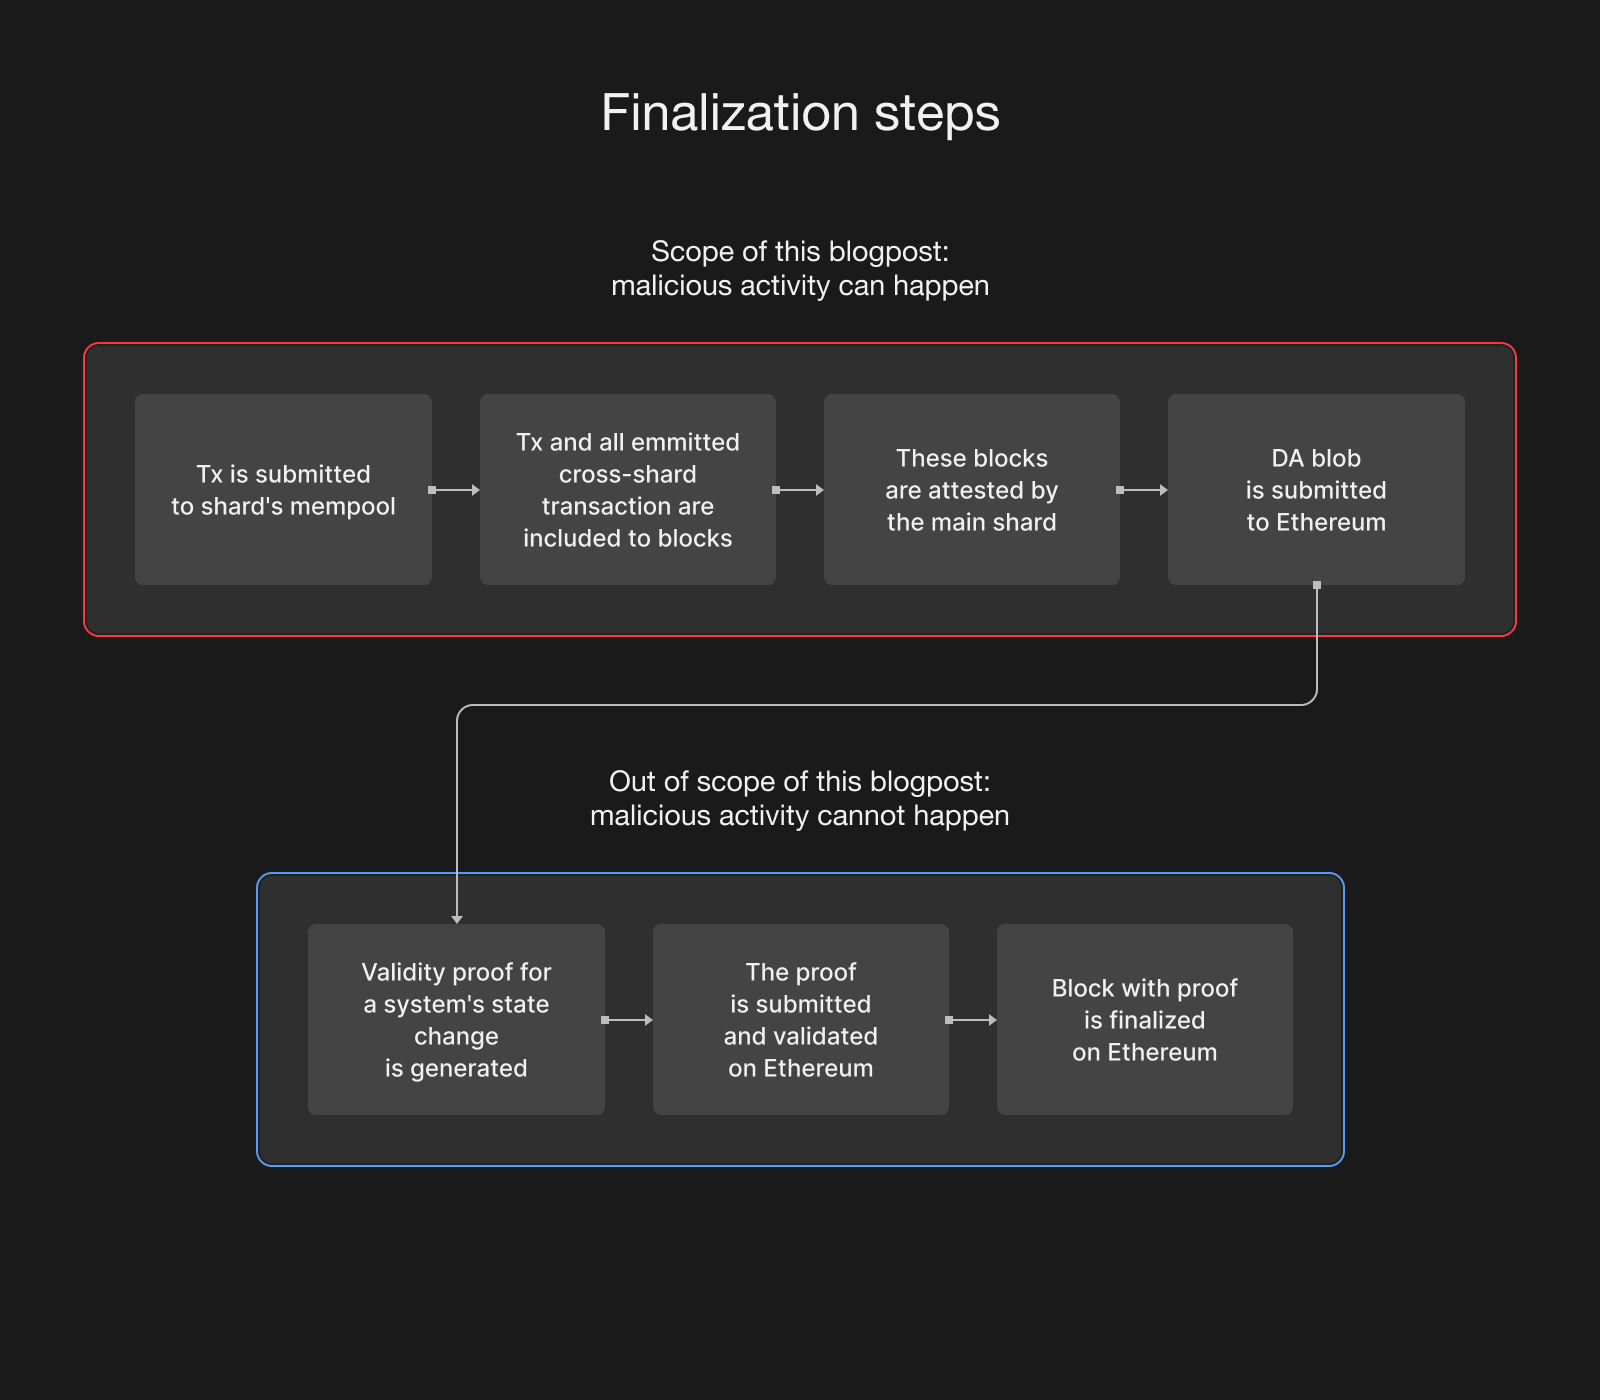 Finalization steps
Scope of this blogpost:
malicious activity can happen
Tx is submitted
to shard's mempool
Tx and all emmitted
cross-shard
transaction are
included to blocks
These blocks
are attested by
the main shard
DA blob
is submitted
to Ethereum
Out of scope of this blogpost:
malicious activity cannot happen
Validity proof for
a system's state
change
is generated
The proof
is submitted
and validated
on Ethereum
Block with proof
is finalized
on Ethereum